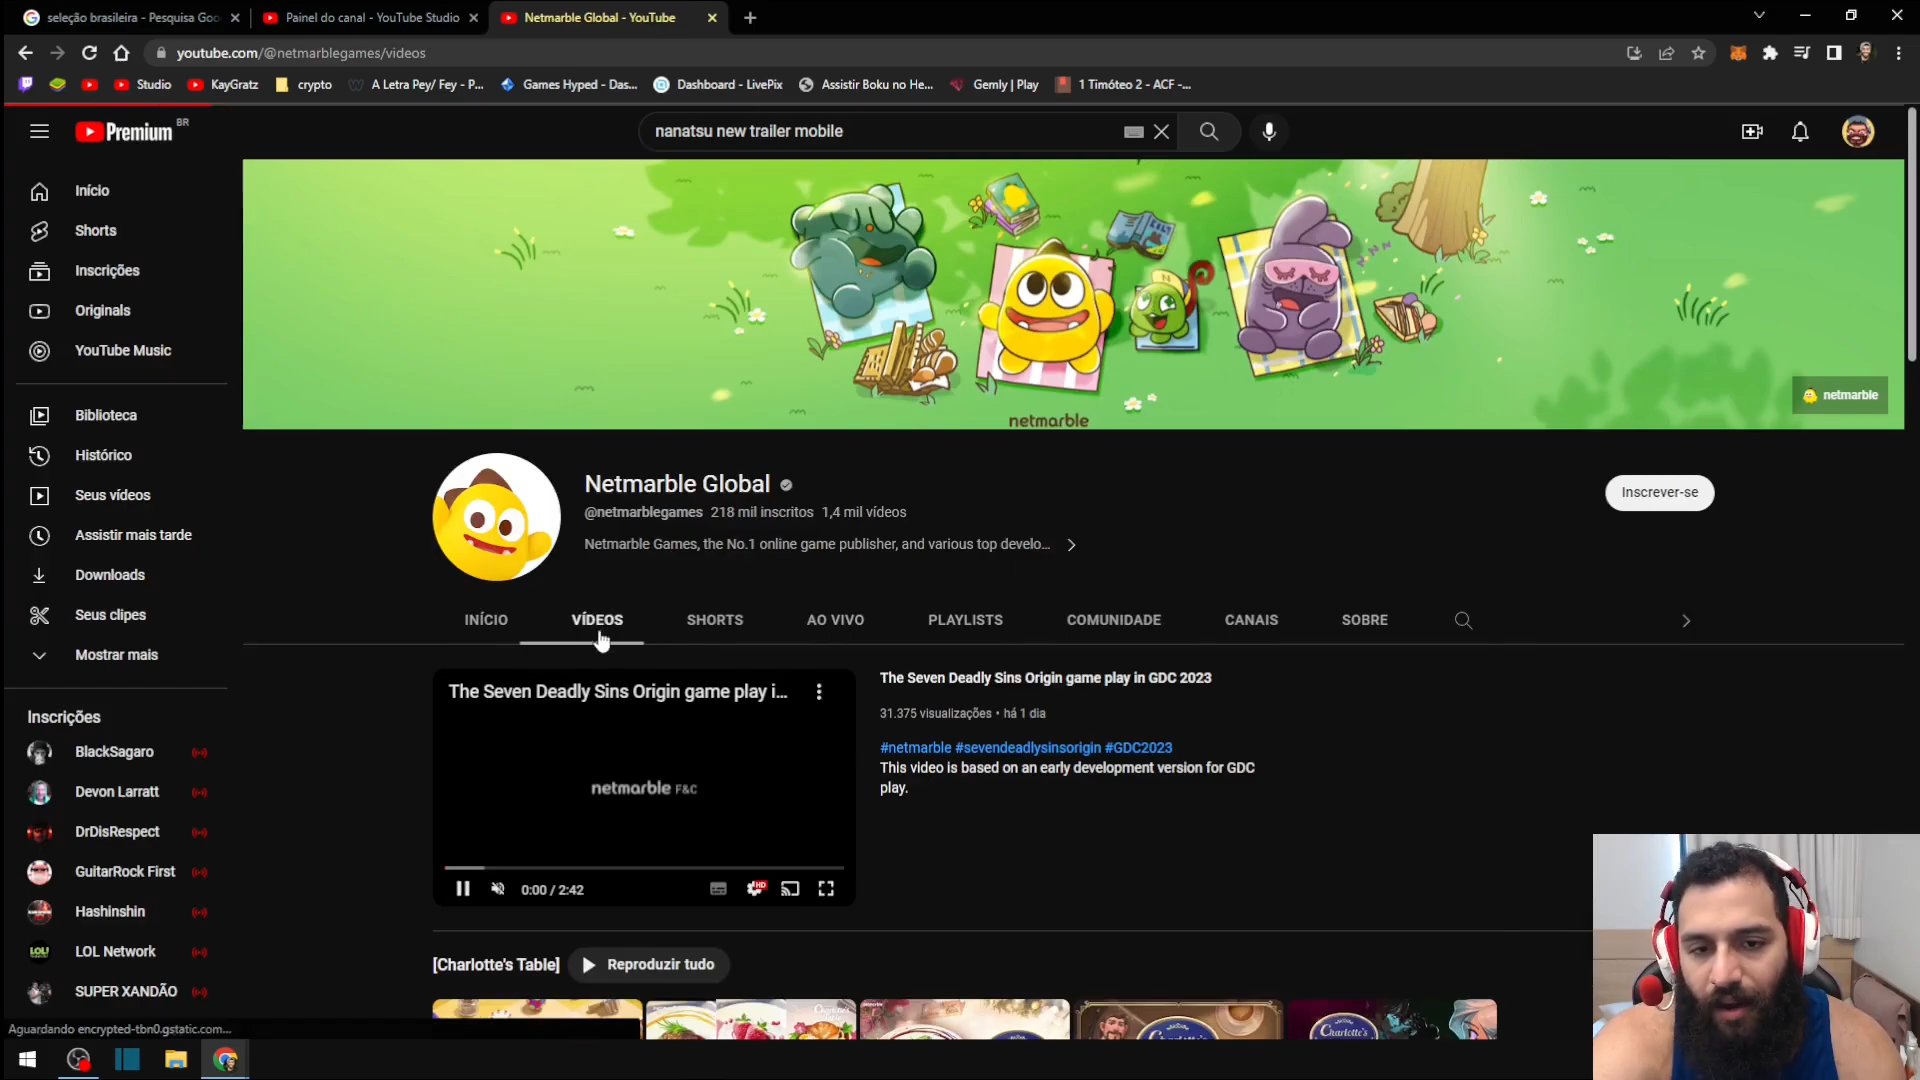 seleção brasileira - Pesquisa Goo
Painel do canal - YouTube Studio
Netmarble Global - YouTube
youtube.com/@netmarblegames/videos
Studio
KayGratz
crypto
A Letra Pey/ Fey - P...
Games Hyped - Das...
Dashboard - LivePix
Assistir Boku no He...
Gemly | Play
1 Timóteo 2 - ACF -...
Premium BR
nanatsu new trailer mobile
Início
Shorts
Inscrições
Originals
YouTube Music
Biblioteca
Histórico
Seus vídeos
Assistir mais tarde
Downloads
Seus clipes
Mostrar mais
Inscrições
BlackSagaro
Devon Larratt
DrDisRespect
GuitarRock First
Hashinshin
LOL Network
SUPER XANDÃO
netmarble
netmarble
Netmarble Global
@netmarblegames 218 mil inscritos 1,4 mil vídeos
Netmarble Games, the No.1 online game publisher, and various top develo...
Inscrever-se
INÍCIO
VÍDEOS
SHORTS
AO VIVO
PLAYLISTS
COMUNIDADE
CANAIS
SOBRE
The Seven Deadly Sins Origin game play i...
netmarble F&C
0:00 / 2:42
HD
The Seven Deadly Sins Origin game play in GDC 2023
31.375 visualizações • há 1 dia
#netmarble #sevendeadlysinsorigin #GDC2023
This video is based on an early development version for GDC
play.
[Charlotte's Table]
Reproduzir tudo
Charlotte's
Aguardando encrypted-tbn0.gstatic.com...